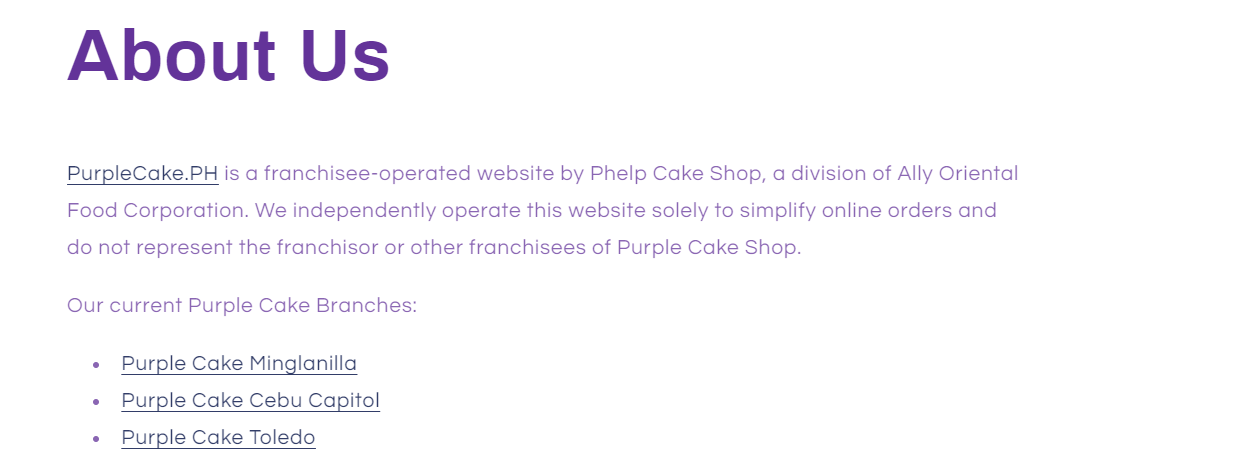 About Us
PurpleCake.PH is a franchisee-operated website by Phelp Cake Shop, a division of Ally Oriental
Food Corporation. We independently operate this website solely to simplify online orders and
do not represent the franchisor or other franchisees of Purple Cake Shop.
Our current Purple Cake Branches:
• Purple Cake Minglanilla
• Purple Cake Cebu Capitol
• Purple Cake Toledo